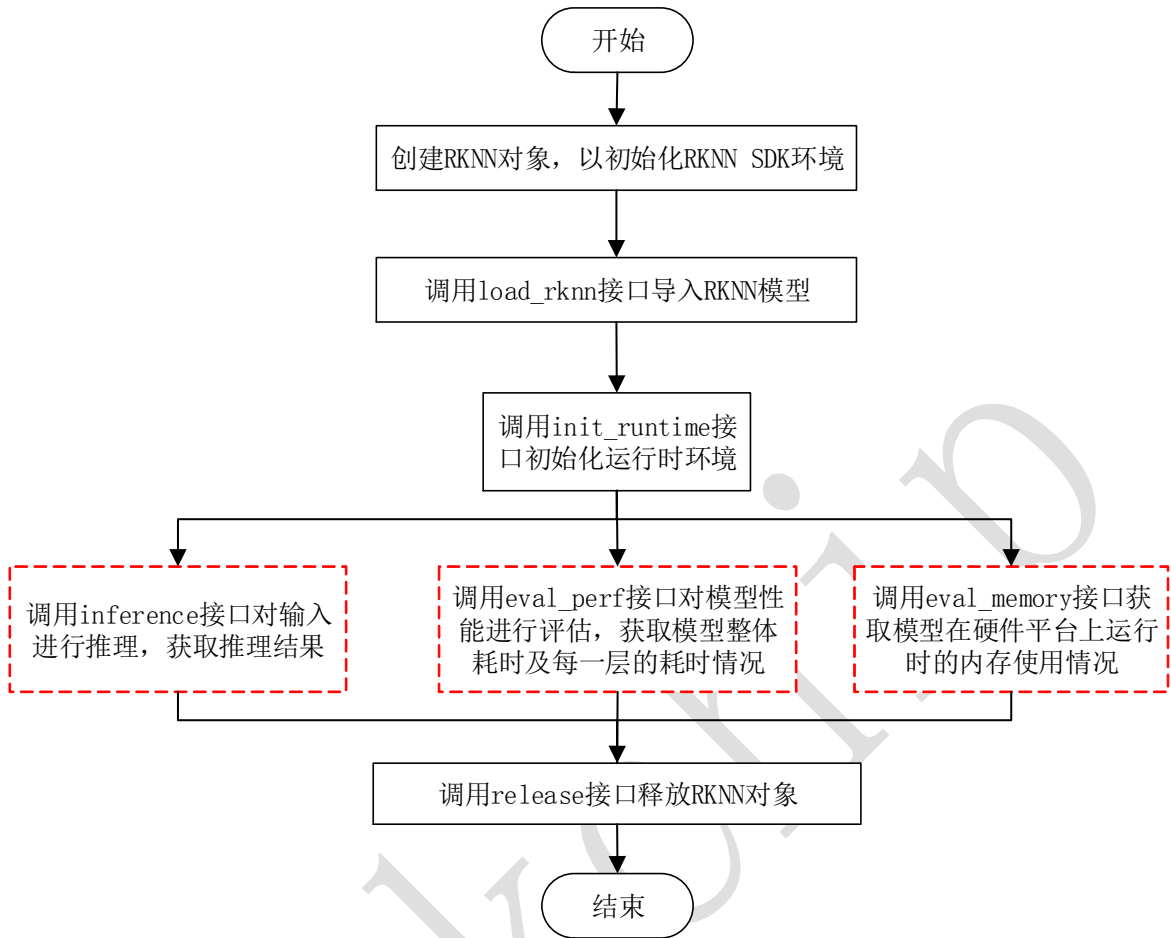 开始
创建RKNN对象，以初始化RKNN SDK环境
调用load_rknn接口导入RKNN模型
调用init_runtime接
口初始化运行时环境
调用inference接口对输入
进行推理，获取推理结果
调用eval_perf接口对模型性
能进行评估，获取模型整体
耗时及每一层的耗时情况
调用eval_memory接口获
取模型在硬件平台上运行
时的内存使用情况
调用release接口释放RKNN对象
结束
kchip